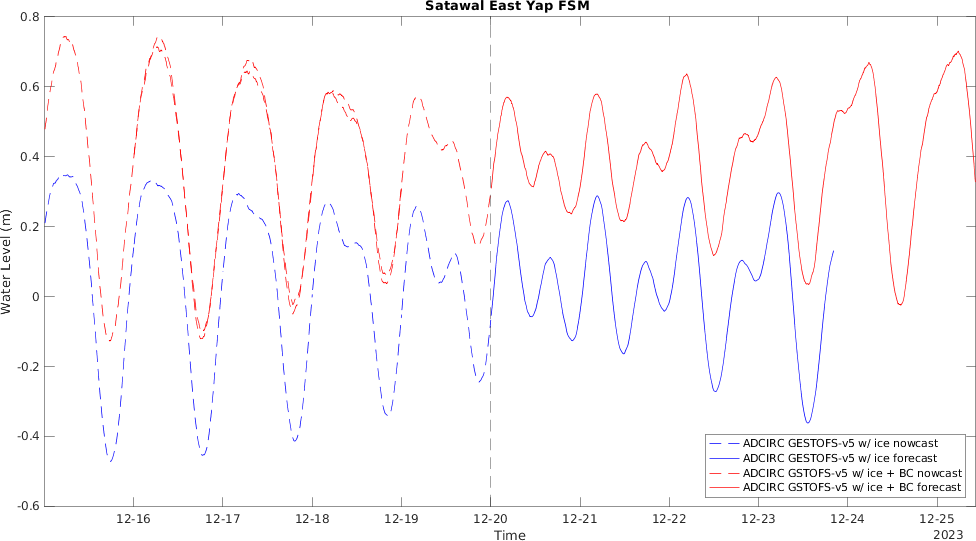 Satawal East Yap FSM
Water Level (m)
0.8
0.6
0.4
0.2
0
-0.2
-0.4
-0.6
ADCIRC GESTOFS-v5 w/ ice nowcast
ADCIRC GESTOFS-v5 w/ ice forecast
ADCIRC GSTOFS-v5 w/ ice + BC nowcast
ADCIRC GSTOFS-v5 w/ ice + BC forecast
12-16 12-17 12-18 12-19 12-20 12-21 12-22 12-23 12-24 12-25
Time
2023